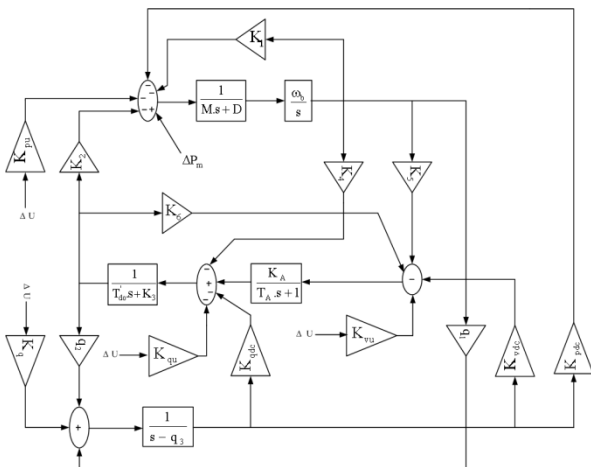 K1
1
M.s+D
ω0
s
Kpu
K2
ΔPm
K4
K5
ΔU
K6
ΔU
1
T'do.s+K3
KA
TA.s+1
q1
ΔU
Kqu
ΔU
Kvu
Kq
q2
Kqdc
Kvdc
Kpdc
1
s-q3